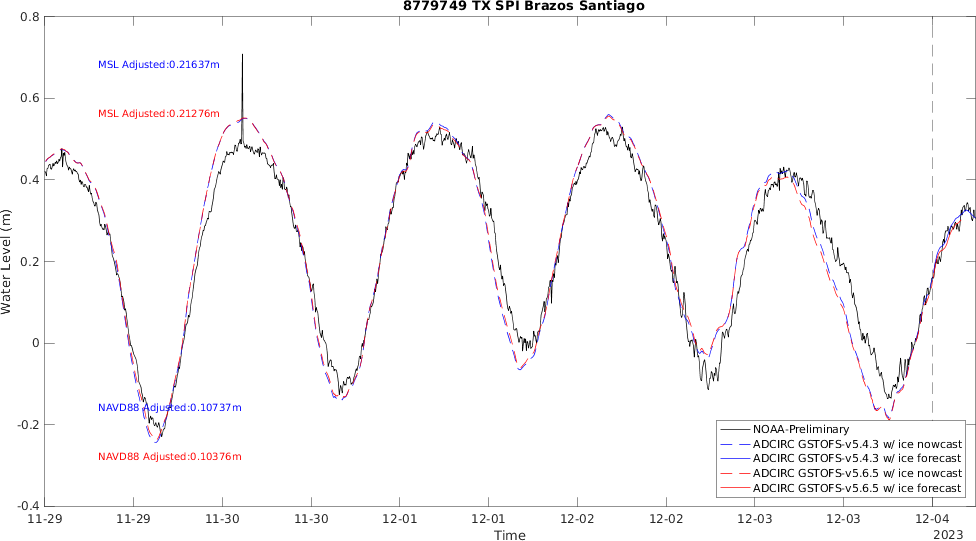 8779749 TX SPI Brazos Santiago
0.8
0.6
0.4
0.2
0
-0.2
-0.4
Water Level (m)
MSL Adjusted:0.21637m
MSL Adjusted:0.21276m
NAVD88 Adjusted:0.10737m
NAVD88 Adjusted:0.10376m
NOAA-Preliminary
ADCIRC GSTOFS-v5.4.3 w/ ice nowcast
ADCIRC GSTOFS-v5.4.3 w/ ice forecast
ADCIRC GSTOFS-v5.6.5 w/ ice nowcast
ADCIRC GSTOFS-v5.6.5 w/ ice forecast
11-29 11-29 11-30 11-30 12-01 12-01 12-02 12-02 12-03 12-03 12-04
2023
Time